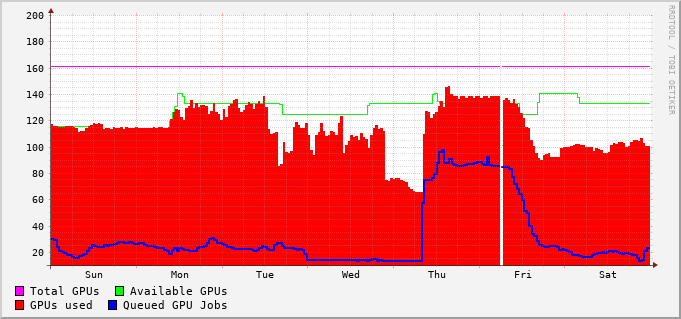 200
180
160
140
120
100
80
60
40
20
Sun Mon Tue Wed Thu Fri Sat
Total GPUs Available GPUs
GPUs used Queued GPU Jobs
RRDTOOL / TOBI OETIKER